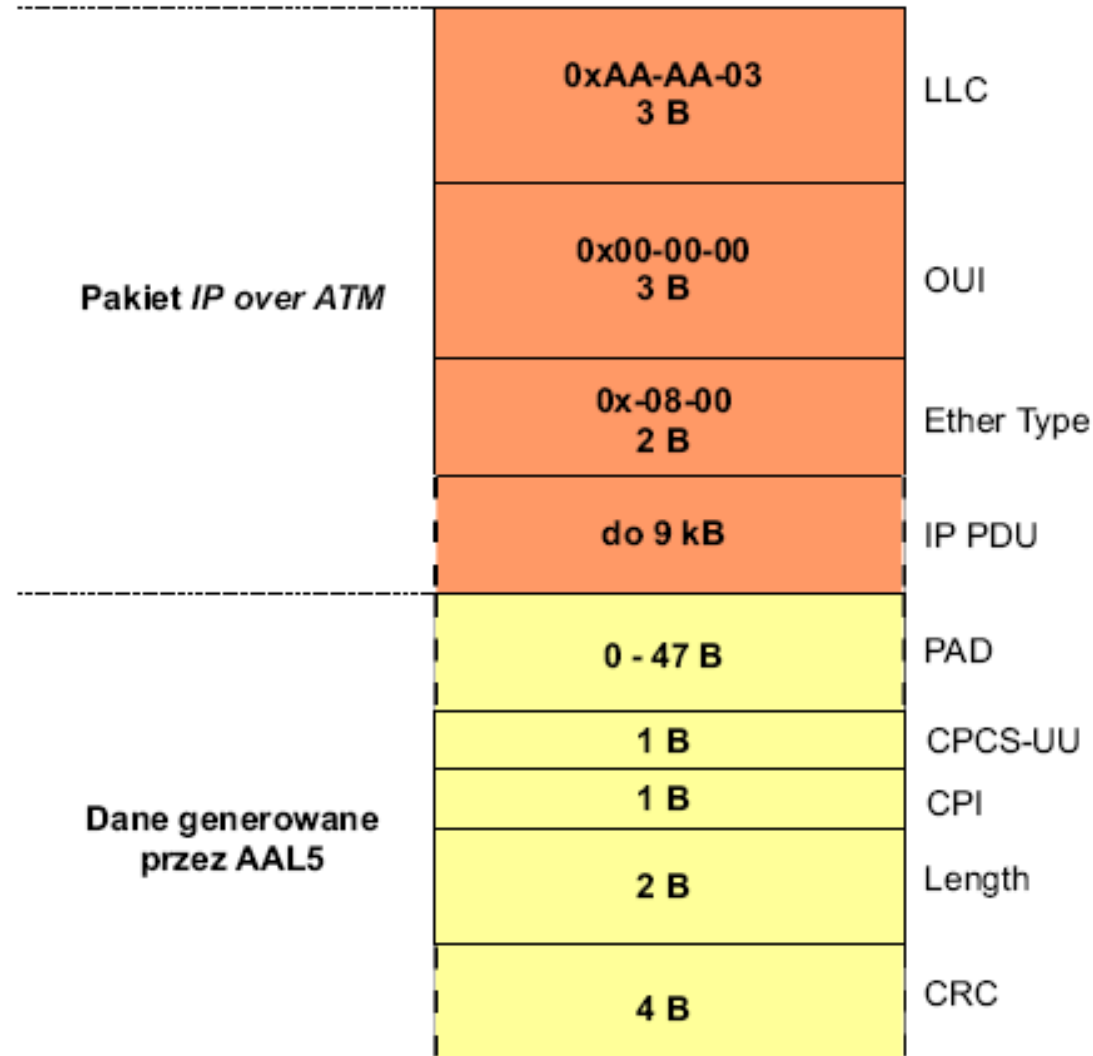 0xAA-AA-03
3 B
LLC
0x00-00-00
3 B
OUI
Pakiet IP over ATM
0x-08-00
2 B
Ether Type
do 9 kB
IP PDU
0 - 47 B
PAD
1 B
CPCS-UU
1 B
CPI
Dane generowane
przez AAL5
2 B
Length
4 B
CRC